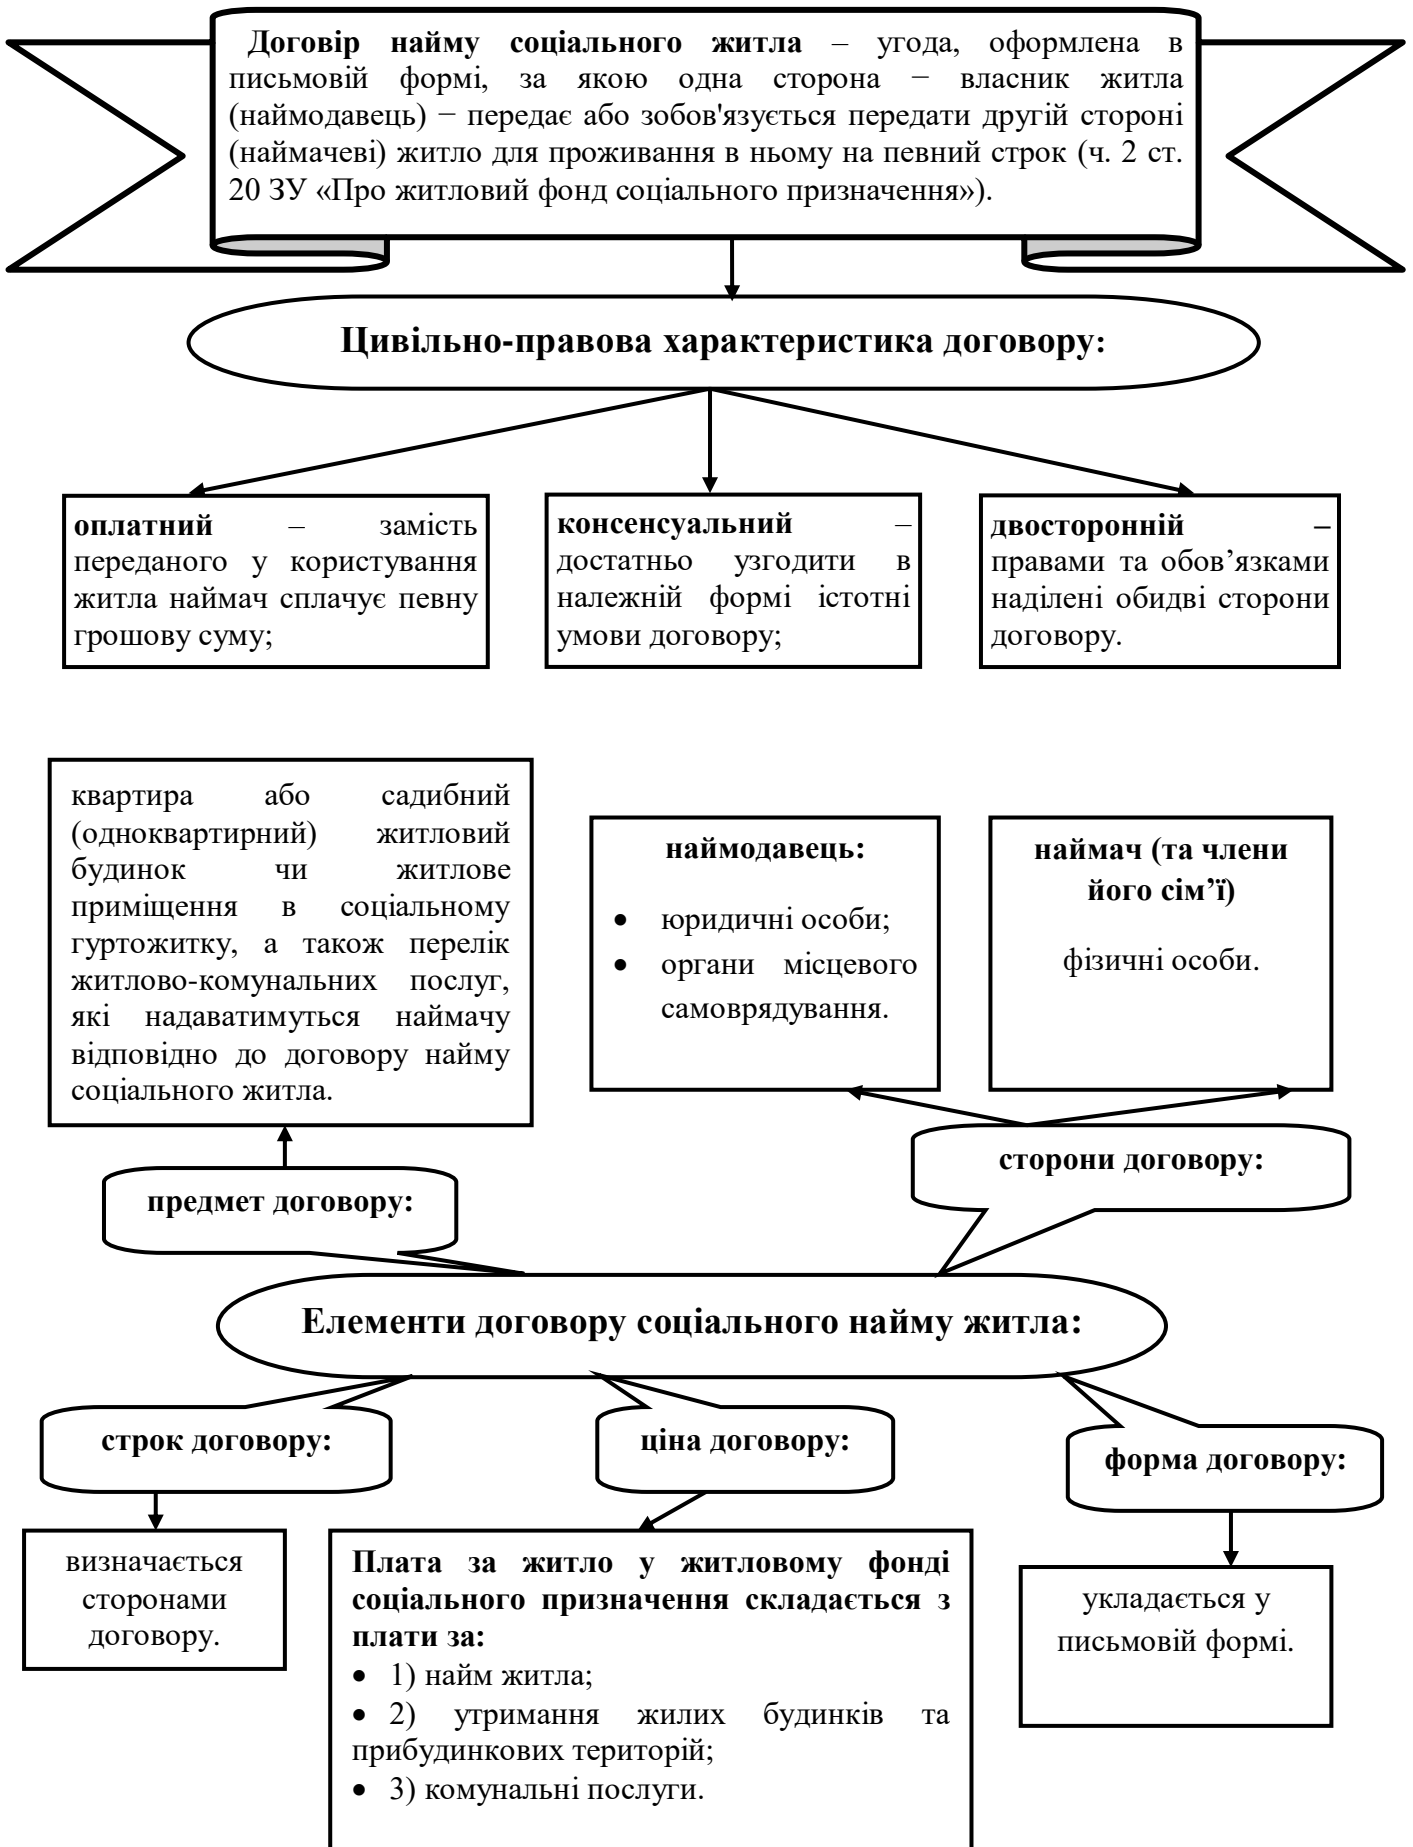 Договір найму соціального житла – угода, оформлена в
письмовій формі, за якою одна сторона − власник житла
(наймодавець) − передає або зобов'язується передати другій стороні
(наймачеві) житло для проживання в ньому на певний строк (ч. 2 ст.
20 ЗУ «Про житловий фонд соціального призначення»).
Цивільно-правова характеристика договору:
оплатний – замість
переданого у користування
житла наймач сплачує певну
грошову суму;
консенсуальний –
достатньо узгодити в
належній формі істотні
умови договору;
двосторонній –
правами та обов’язками
наділені обидві сторони
договору.
квартира або садибний
(одноквартирний) житловий
будинок чи житлове
приміщення в соціальному
гуртожитку, а також перелік
житлово-комунальних послуг,
які надаватимуться наймачу
відповідно до договору найму
соціального житла.
наймодавець:
• юридичні особи;
• органи місцевого
самоврядування.
наймач (та члени
його сім’ї)
фізичні особи.
предмет договору:
сторони договору:
Елементи договору соціального найму житла:
строк договору:
ціна договору:
форма договору:
визначається
сторонами
договору.
Плата за житло у житловому фонді
соціального призначення складається з
плати за:
• 1) найм житла;
• 2) утримання жилих будинків та
прибудинкових територій;
• 3) комунальні послуги.
укладається у
письмовій формі.